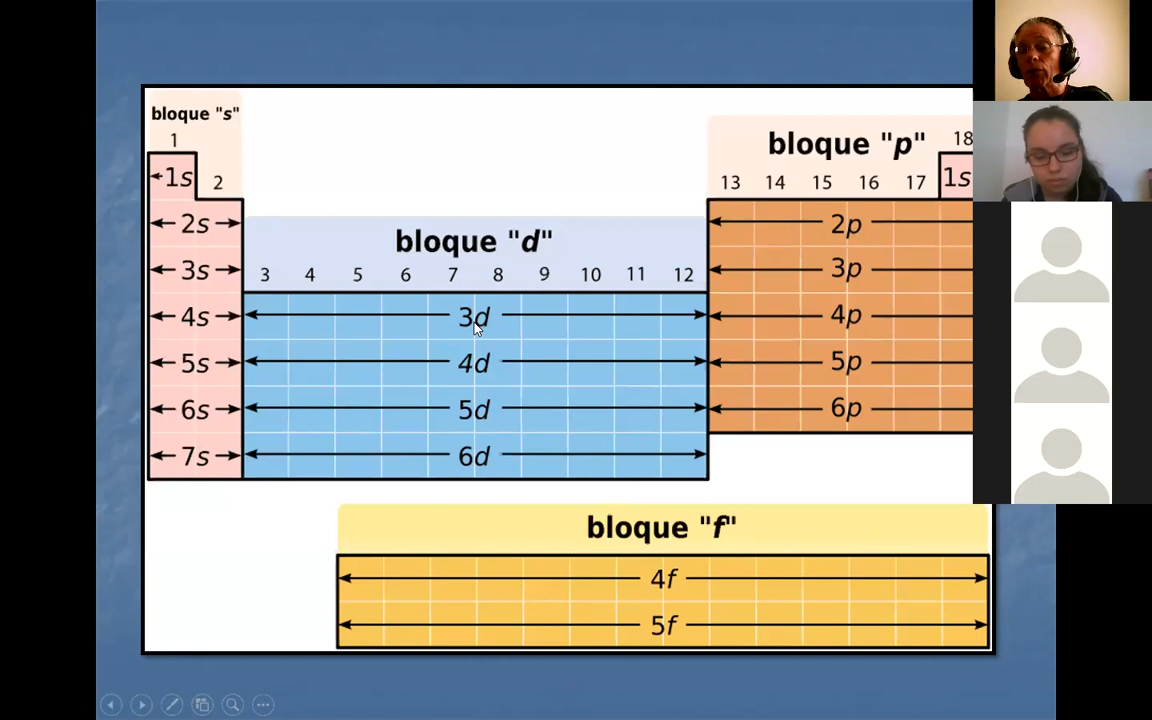 bloque "s"
1
1s
2
2s
3s
4s
5s
6s
7s
bloque "d"
3 4 5 6 7 8 9 10 11 12
3d
4d
5d
6d
bloque "p"
18
13 14 15 16 17
1s
2p
3p
4p
5p
6p
bloque "f"
4f
5f